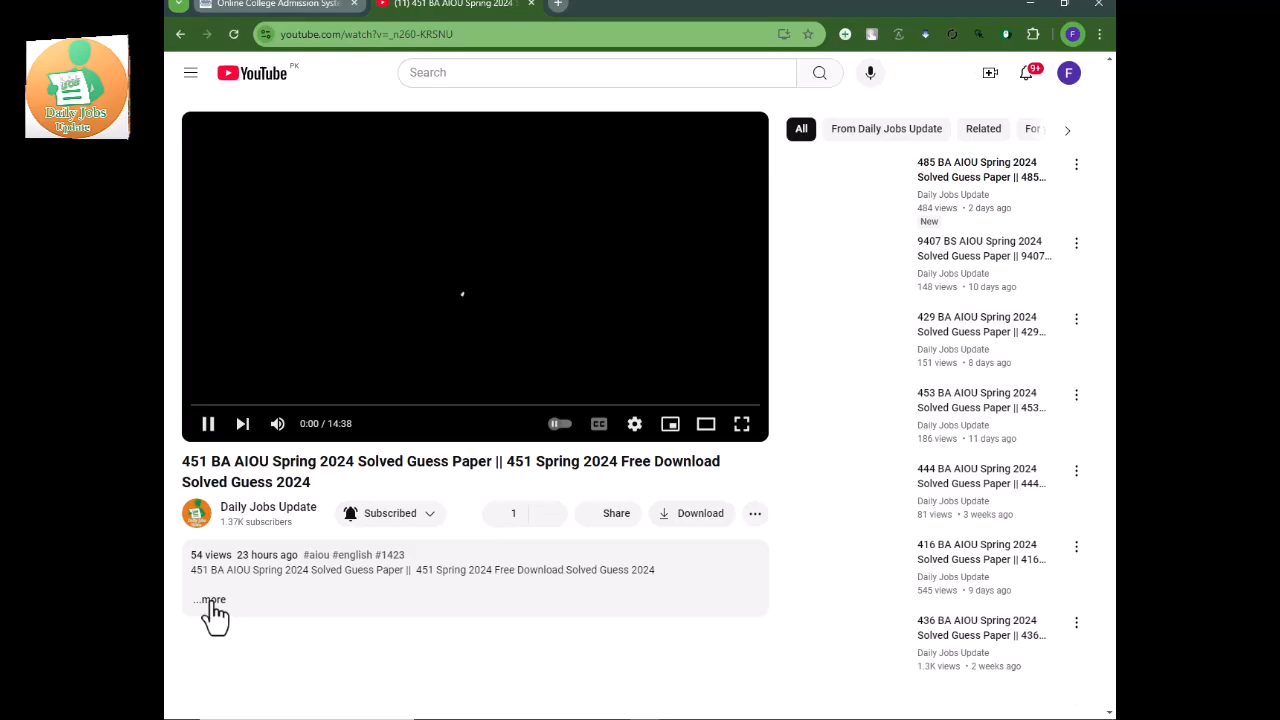 Online College Admission Syst
(11) 451 BA AIOU Spring 2024
youtube.com/watch?v=_n260-KRSNU
F
Daily Jobs
Update
YouTube PK
Search
9+
F
All
From Daily Jobs Update
Related
For
485 BA AIOU Spring 2024
Solved Guess Paper || 485...
Daily Jobs Update
484 views • 2 days ago
New
9407 BS AIOU Spring 2024
Solved Guess Paper || 9407...
Daily Jobs Update
148 views • 10 days ago
429 BA AIOU Spring 2024
Solved Guess Paper || 429...
Daily Jobs Update
151 views • 8 days ago
453 BA AIOU Spring 2024
Solved Guess Paper || 453...
Daily Jobs Update
186 views • 11 days ago
444 BA AIOU Spring 2024
Solved Guess Paper || 444...
Daily Jobs Update
81 views • 3 weeks ago
416 BA AIOU Spring 2024
Solved Guess Paper || 416...
Daily Jobs Update
545 views • 9 days ago
436 BA AIOU Spring 2024
Solved Guess Paper || 436...
Daily Jobs Update
1.3K views • 2 weeks ago
0:00 / 14:38
CC
451 BA AIOU Spring 2024 Solved Guess Paper || 451 Spring 2024 Free Download
Solved Guess 2024
Daily Jobs Update
1.37K subscribers
Subscribed
1
Share
Download
54 views 23 hours ago #aiou #english #1423
451 BA AIOU Spring 2024 Solved Guess Paper || 451 Spring 2024 Free Download Solved Guess 2024
...more